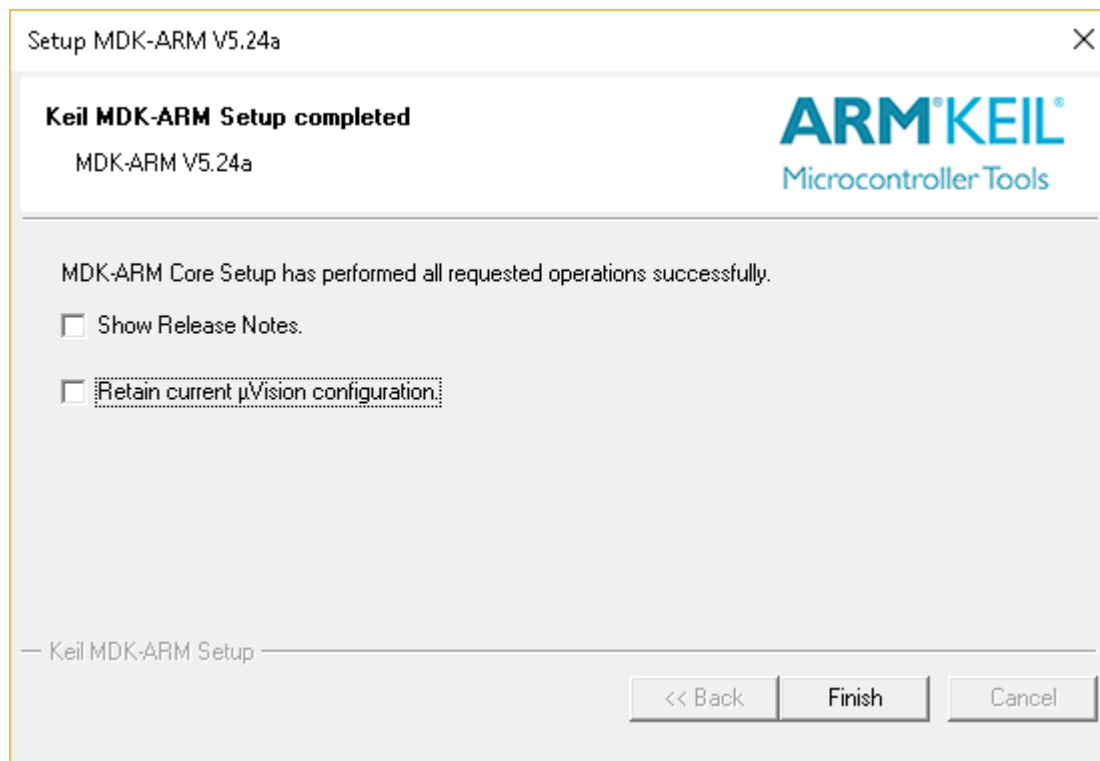 Setup MDK-ARM V5.24a
Keil MDK-ARM Setup completed
MDK-ARM V5.24a
ARM® KEIL®
Microcontroller Tools
MDK-ARM Core Setup has performed all requested operations successfully.
Show Release Notes.
Retain current µVision configuration.
Keil MDK-ARM Setup
<< Back
Finish
Cancel